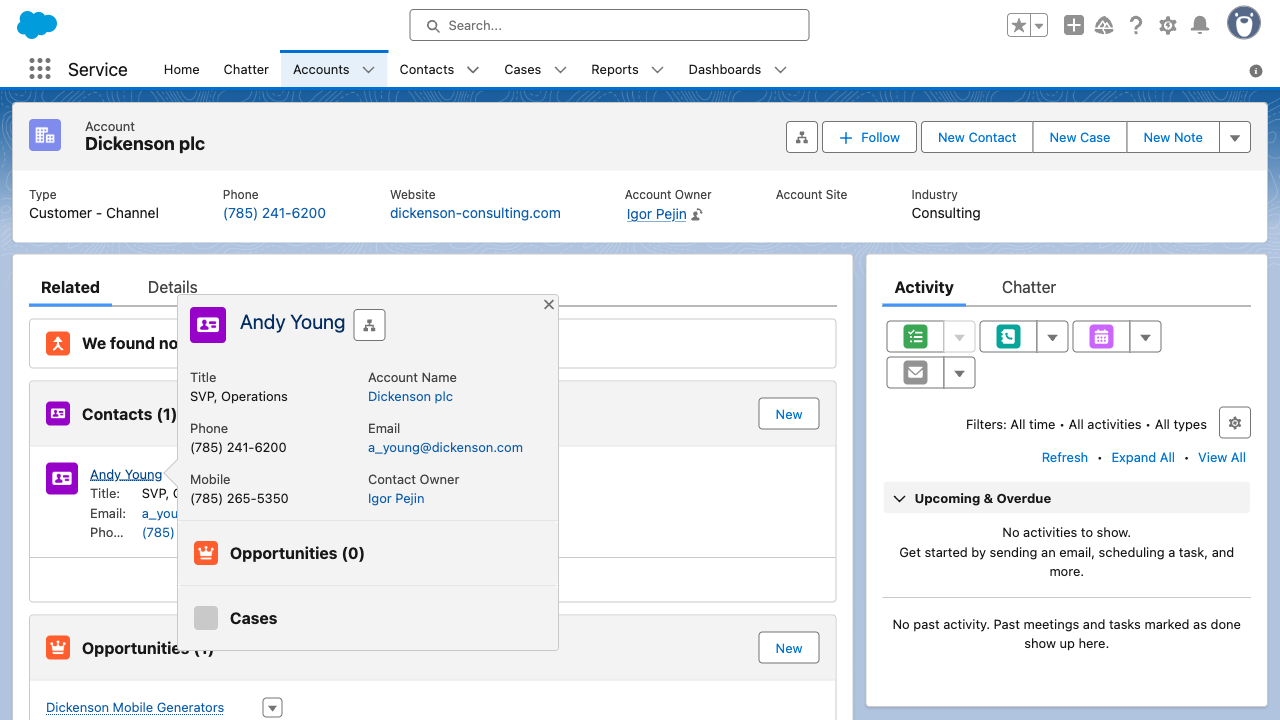 Search...
Service
Home
Chatter
Accounts
Contacts
Cases
Reports
Dashboards
Account
Dickenson plc
Follow
New Contact
New Case
New Note
Type
Customer - Channel
Phone
(785) 241-6200
Website
dickenson-consulting.com
Account Owner
Igor Pejin
Account Site
Industry
Consulting
Related
Details
We found no
Contacts (1)
New
Andy Young
Title:
SVP,
Email:
a_you
Pho...
(785)
Opportunities (1)
New
Dickenson Mobile Generators
Andy Young
Title
SVP, Operations
Account Name
Dickenson plc
Phone
(785) 241-6200
Email
a_young@dickenson.com
Mobile
(785) 265-5350
Contact Owner
Igor Pejin
Opportunities (0)
Cases
Activity
Chatter
Filters: All time • All activities • All types
Refresh • Expand All • View All
Upcoming & Overdue
No activities to show.
Get started by sending an email, scheduling a task, and
more.
No past activity. Past meetings and tasks marked as done
show up here.